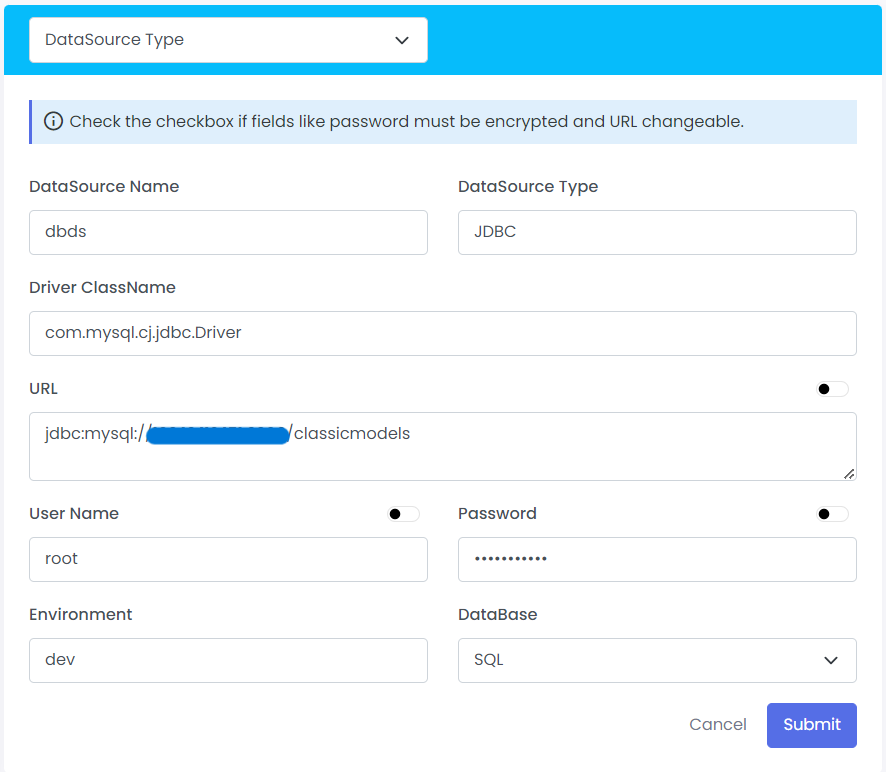 DataSource Type
Check the checkbox if fields like password must be encrypted and URL changeable.
DataSource Name
DataSource Type
dbds
JDBC
Driver ClassName
com.mysql.cj.jdbc.Driver
URL
jdbc:mysql:// /classicmodels
User Name
Password
root
•••••••••••
Environment
DataBase
dev
SQL
Cancel
Submit